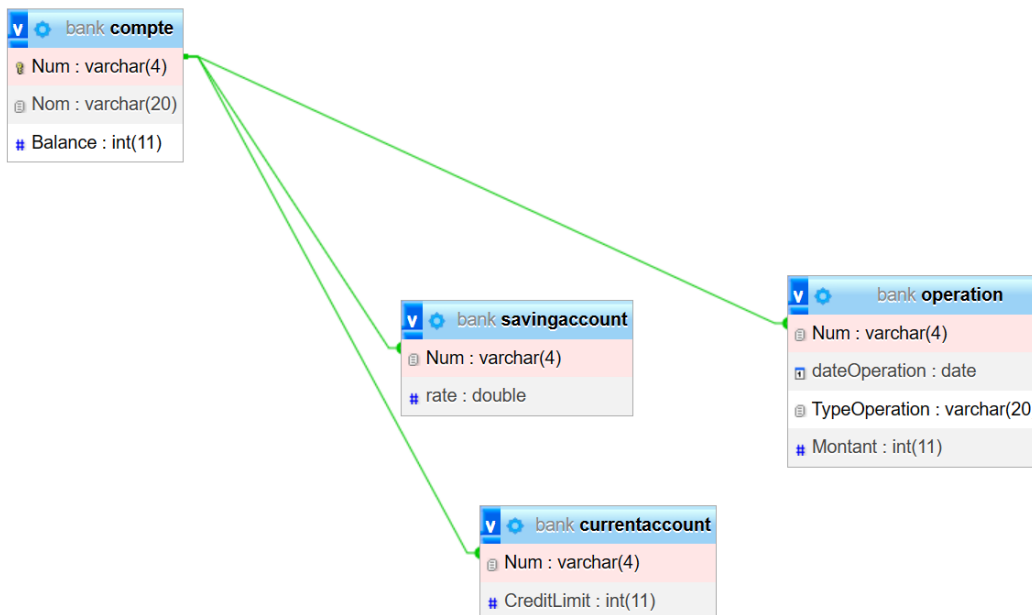 v bank compte
Num : varchar(4)
Nom : varchar(20)
# Balance : int(11)
v bank savingaccount
Num : varchar(4)
# rate : double
v bank operation
Num : varchar(4)
1 dateOperation : date
TypeOperation : varchar(20
# Montant : int(11)
v bank currentaccount
Num : varchar(4)
# CreditLimit : int(11)